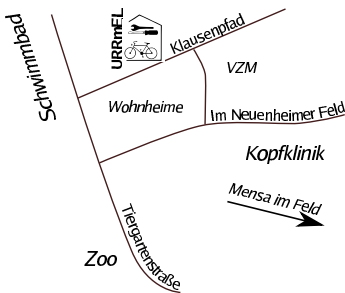 Schwimmbad
URRmEL
Klausenpfad
VZM
Wohnheime
Im Neuenheimer Feld
Kopfklinik
Mensa im Feld
Tiergartenstraße
Zoo